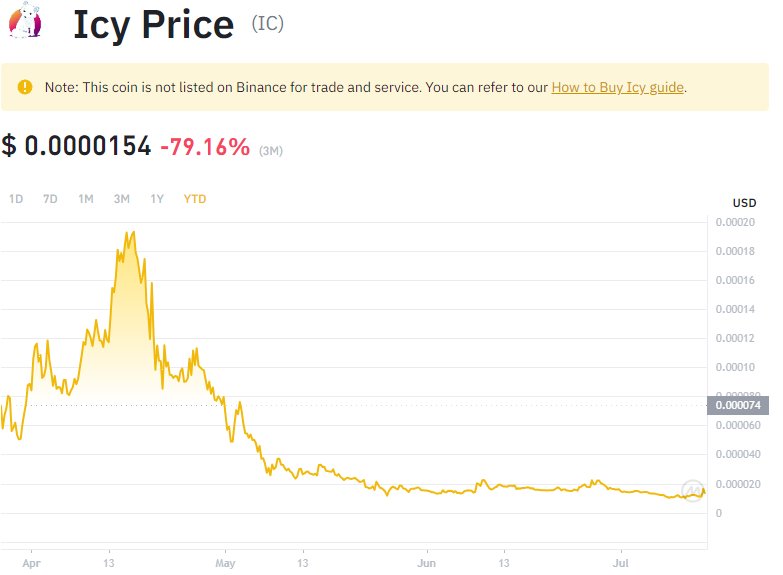 Icy Price (IC)
Note: This coin is not listed on Binance for trade and service. You can refer to our How to Buy Icy guide.
$ 0.0000154 -79.16% (3M)
1D 7D 1M 3M 1Y YTD
USD
0.00020
0.00018
0.00016
0.00014
0.00012
0.00010
0.000080
0.000074
0.000060
0.000040
0.000020
0
Apr 13 May 13 Jun 13 Jul